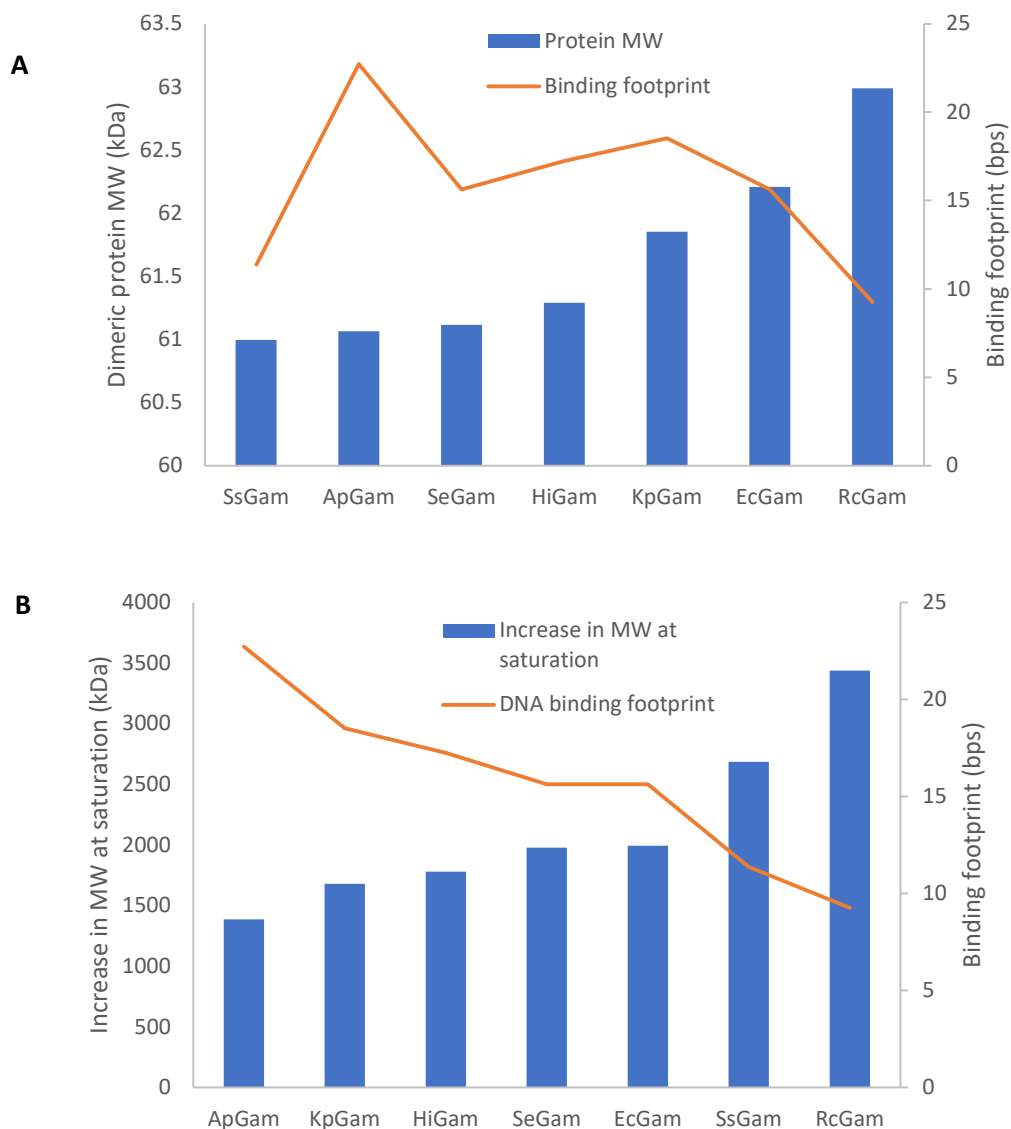 A
Protein MW
Binding footprint
Dimeric protein MW (kDa)
63.5
63
62.5
62
61.5
61
60.5
60
25
20
15
10
5
0
Binding footprint (bps)
SsGam ApGam SeGam HiGam KpGam EcGam RcGam
B
Increase in MW at
saturation
DNA binding footprint
Increase in MW at saturation (kDa)
4000
3500
3000
2500
2000
1500
1000
500
0
25
20
15
10
5
0
Binding footprint (bps)
ApGam KpGam HiGam SeGam EcGam SsGam RcGam